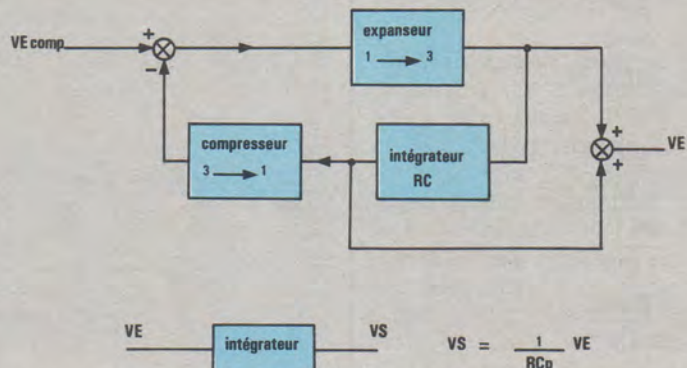 VE comp
+
−
expanseur
1 → 3
compresseur
3 → 1
intégrateur
RC
+
+
VE
VE
intégrateur
VS
VS = 1/RCp VE